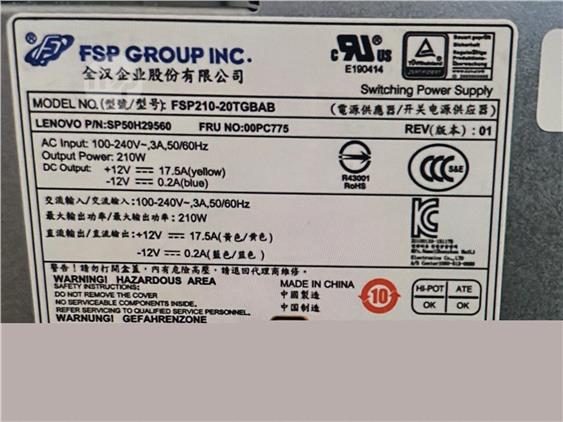 FSP GROUP INC.
全汉企业股份有限公司
c RU US
E190414
Switching Power Supply
MODEL NO.(型號/型号): FSP210-20TGBAB (電源供應器/开关电源供应器)
LENOVO P/N:SP50H29560 FRU NO:00PC775 REV(版本) : 01
AC Input: 100-240V~,3A,50/60Hz
Output Power: 210W
DC Output: +12V 17.5A(yellow)
-12V 0.2A(blue)
R43001
RoHS
CCC
S&E
交流輸入/交流输入:100-240V~,3A,50/60Hz
最大輸出功率/最大输出功率:210W
直流輸出/直流输出:+12V 17.5A(黃色/黄色)
-12V 0.2A(藍色/蓝色)
警告! 請勿打開金蓋, 內有危險高壓, 請退回代理商維修.
WARNING! HAZARDOUS AREA
SAFETY INSTRUCTIONS:
DO NOT REMOVE THIS COVER.
NO SERVICEABLE COMPONENTS INSIDE.
REFER SERVICING TO QUALIFIED SERVICE PERSONNEL.
WARNUNG! GEFAHRENZONE
MADE IN CHINA
中國製造
中国制造
10
HI-POT ATE
OK OK